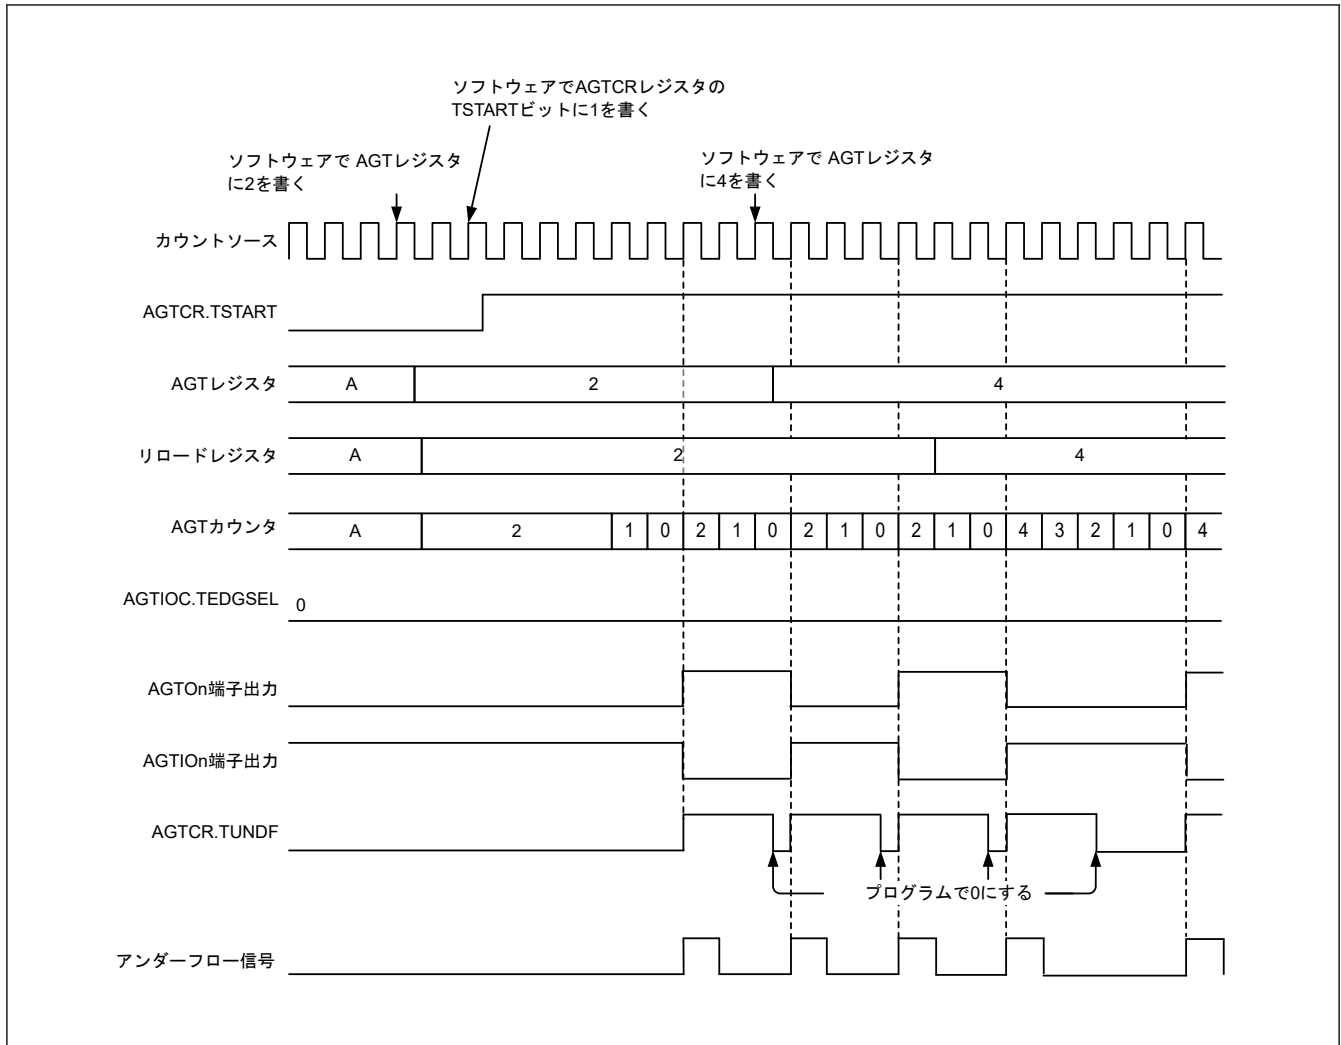 ソフトウェアでAGTCRレジスタの
TSTARTビットに1を書く
ソフトウェアで AGTレジスタ
に2を書く
ソフトウェアで AGTレジスタ
に4を書く
カウントソース
AGTCR.TSTART
AGTレジスタ A 2 4
リロードレジスタ A 2 4
AGTカウンタ A 2 1 0 2 1 0 2 1 0 2 1 0 4 3 2 1 0 4
AGTIOC.TEDGSEL 0
AGTOn端子出力
AGTIOn端子出力
AGTCR.TUNDF
プログラムで0にする
アンダーフロー信号